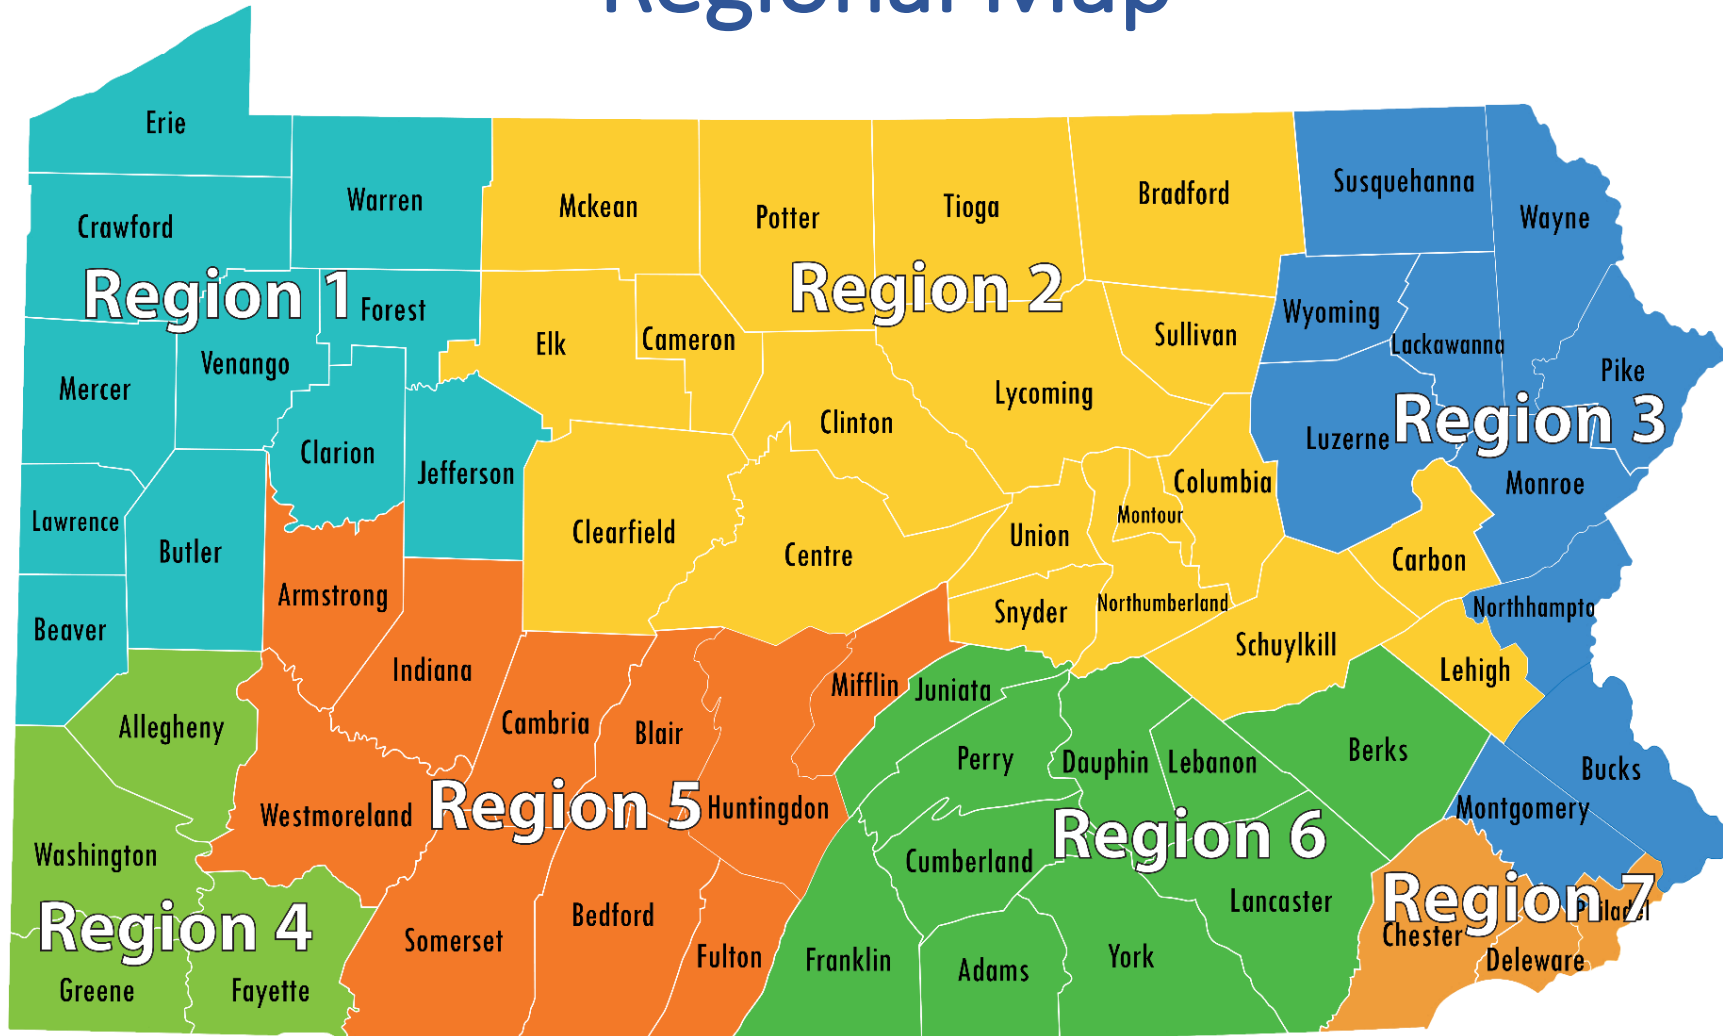 Regional Map
Erie
Warren
Crawford
Mckean
Potter
Tioga
Bradford
Susquehanna
Wayne
Region 1
Forest
Region 2
Wyoming
Elk
Cameron
Sullivan
Lackawanna
Mercer
Venango
Pike
Lycoming
Region 3
Clinton
Luzerne
Clarion
Jefferson
Columbia
Monroe
Lawrence
Butler
Clearfield
Centre
Union
Montour
Carbon
Armstrong
Beaver
Snyder
Northumberland
Northhampto
Indiana
Schuylkill
Lehigh
Mifflin
Juniata
Allegheny
Cambria
Blair
Perry
Dauphin
Lebanon
Berks
Bucks
Westmoreland
Region 5
Huntingdon
Montgomery
Washington
Cumberland
Region 6
Region 4
Somerset
Bedford
Lancaster
Region 7
Philadel
Chester
Greene
Fayette
Fulton
Franklin
Adams
York
Deleware